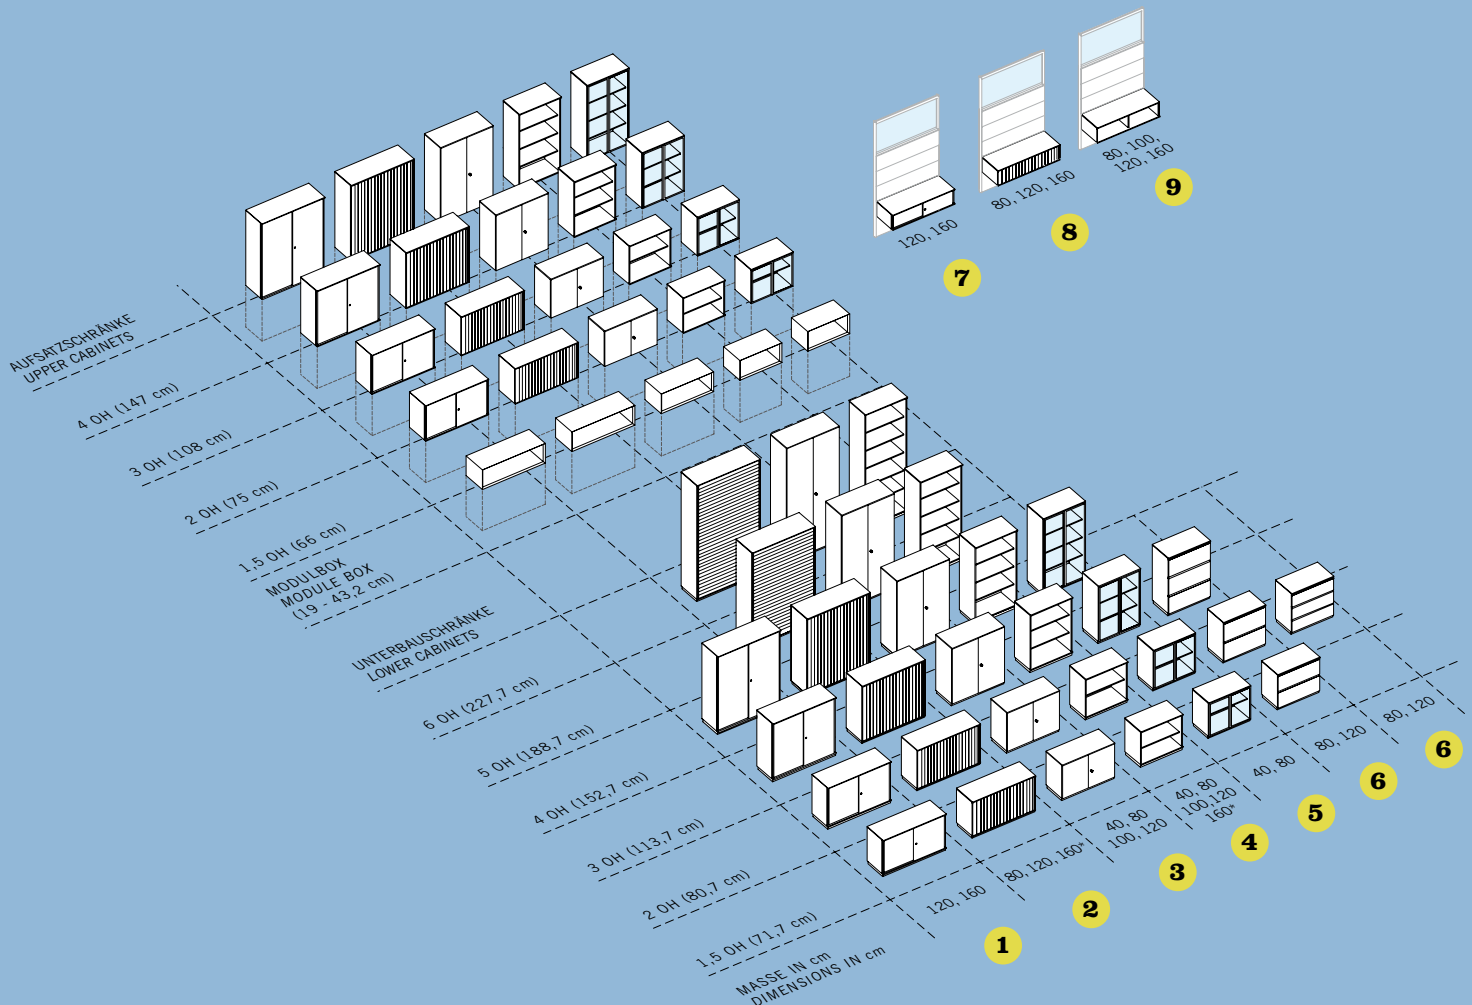 AUFSATZSCHRÄNKE
UPPER CABINETS
4 OH (147 cm)
3 OH (108 cm)
2 OH (75 cm)
1,5 OH (66 cm)
MODULBOX
MODULE BOX
(19 - 43,2 cm)
UNTERBAUSCHRÄNKE
LOWER CABINETS
6 OH (227,7 cm)
5 OH (188,7 cm)
4 OH (152,7 cm)
3 OH (113,7 cm)
2 OH (80,7 cm)
1,5 OH (71,7 cm)
MASSE IN cm
DIMENSIONS IN cm
120, 160
1
80, 120, 160*
2
40, 80
100, 120
3
40, 80
100,120
160*
4
40, 80
5
80, 120
6
80, 120
6
120, 160
7
80, 120, 160
8
80, 100,
120, 160
9